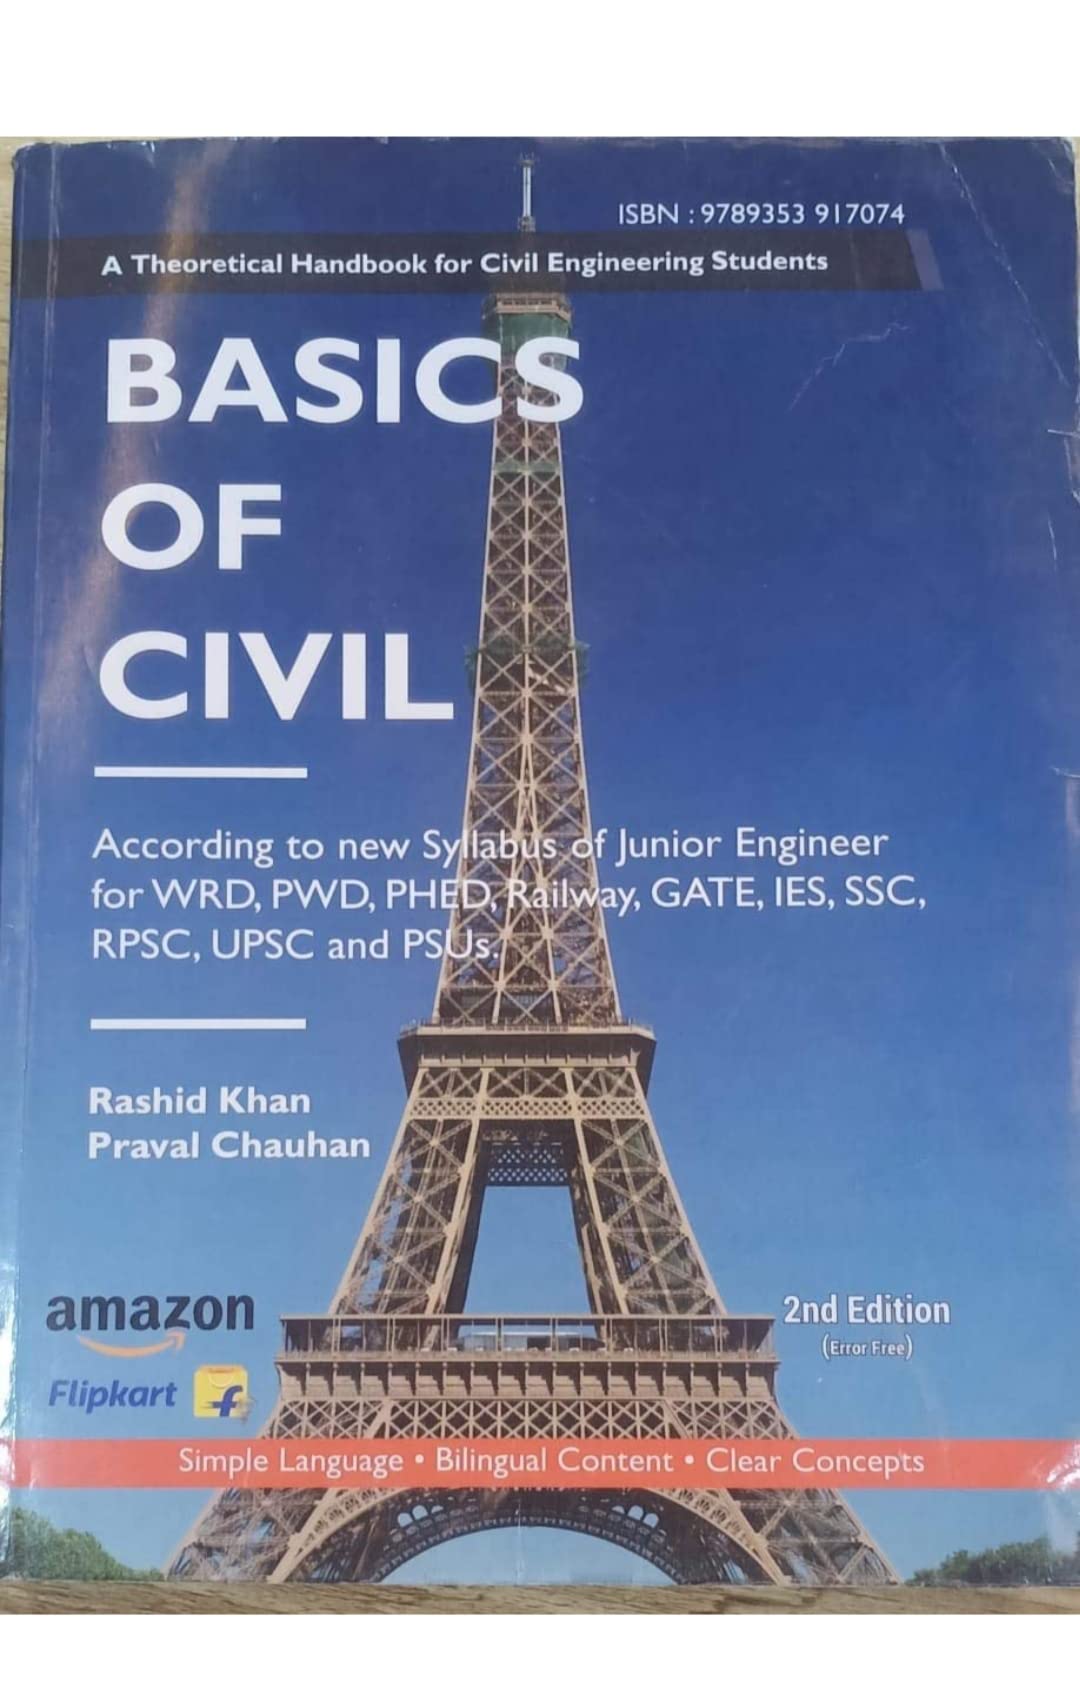 ISBN : 9789353 917074
A Theoretical Handbook for Civil Engineering Students
BASICS
OF
CIVIL
According to new Syllabus of Junior Engineer
for WRD, PWD, PHED, Railway, GATE, IES, SSC,
RPSC, UPSC and PSUs.
Rashid Khan
Praval Chauhan
amazon
2nd Edition
(Error Free)
Flipkart f
Simple Language • Bilingual Content • Clear Concepts